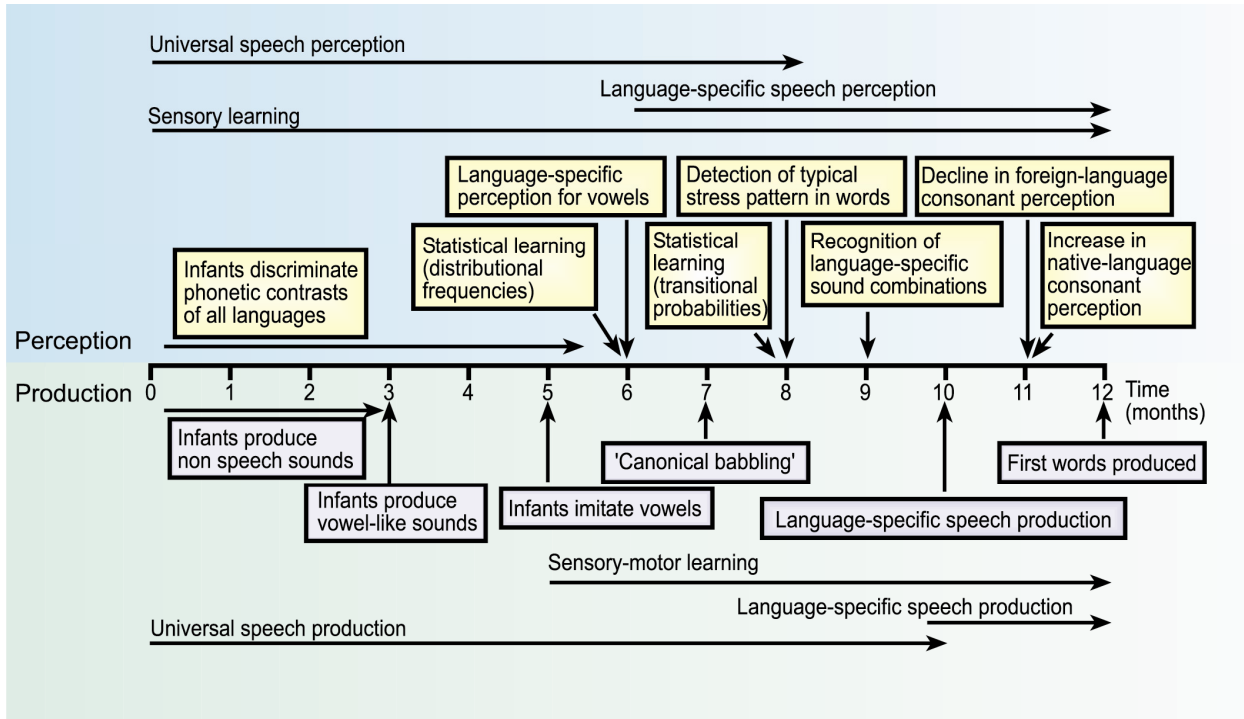 Universal speech perception
Language-specific speech perception
Sensory learning
Language-specific
perception for vowels
Detection of typical
stress pattern in words
Decline in foreign-language
consonant perception
Statistical learning
(distributional
frequencies)
Statistical
learning
(transitional
probabilities)
Recognition of
language-specific
sound combinations
Increase in
native-language
consonant
perception
Infants discriminate
phonetic contrasts
of all languages
Perception
Production
0 1 2 3 4 5 6 7 8 9 10 11 12
Time
(months)
Infants produce
non speech sounds
Infants produce
vowel-like sounds
Infants imitate vowels
'Canonical babbling'
Language-specific speech production
First words produced
Sensory-motor learning
Language-specific speech production
Universal speech production